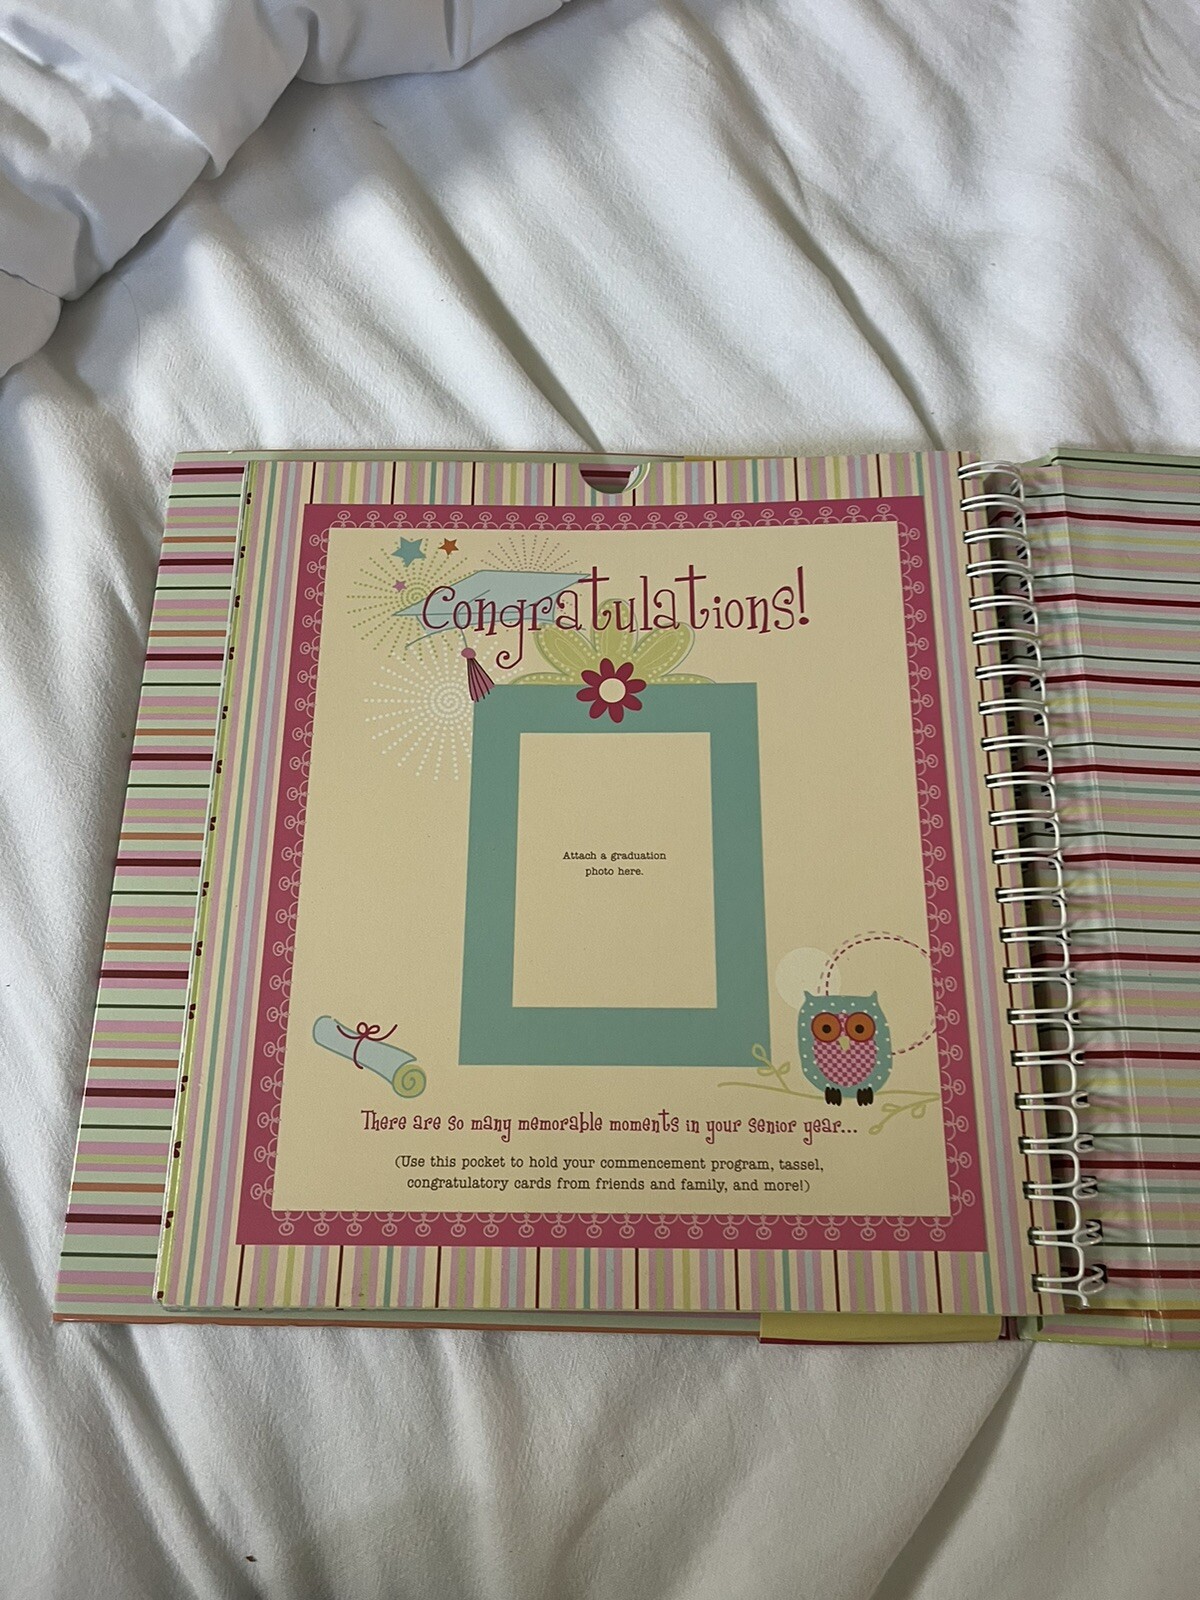 Congratulations!
Attach a graduation
photo here.
There are so many memorable moments in your senior year...
(Use this pocket to hold your commencement program, tassel,
congratulatory cards from friends and family, and more!)